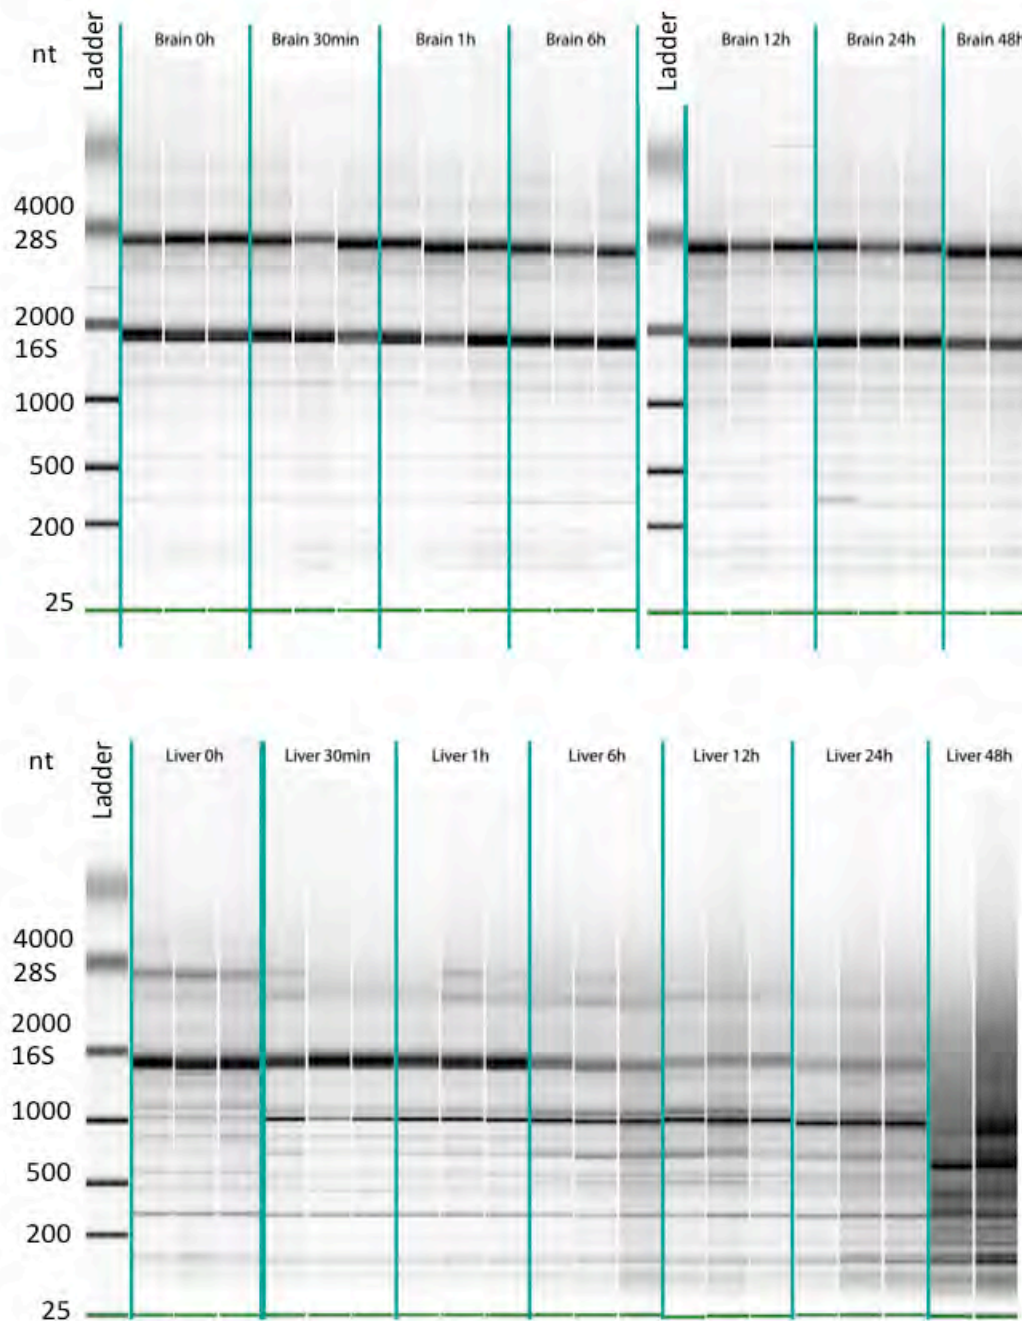 nt
Ladder
Brain 0h
Brain 30min
Brain 1h
Brain 6h
Ladder
Brain 12h
Brain 24h
Brain 48h
4000
28S
2000
16S
1000
500
200
25
nt
Ladder
Liver 0h
Liver 30min
Liver 1h
Liver 6h
Liver 12h
Liver 24h
Liver 48h
4000
28S
2000
16S
1000
500
200
25